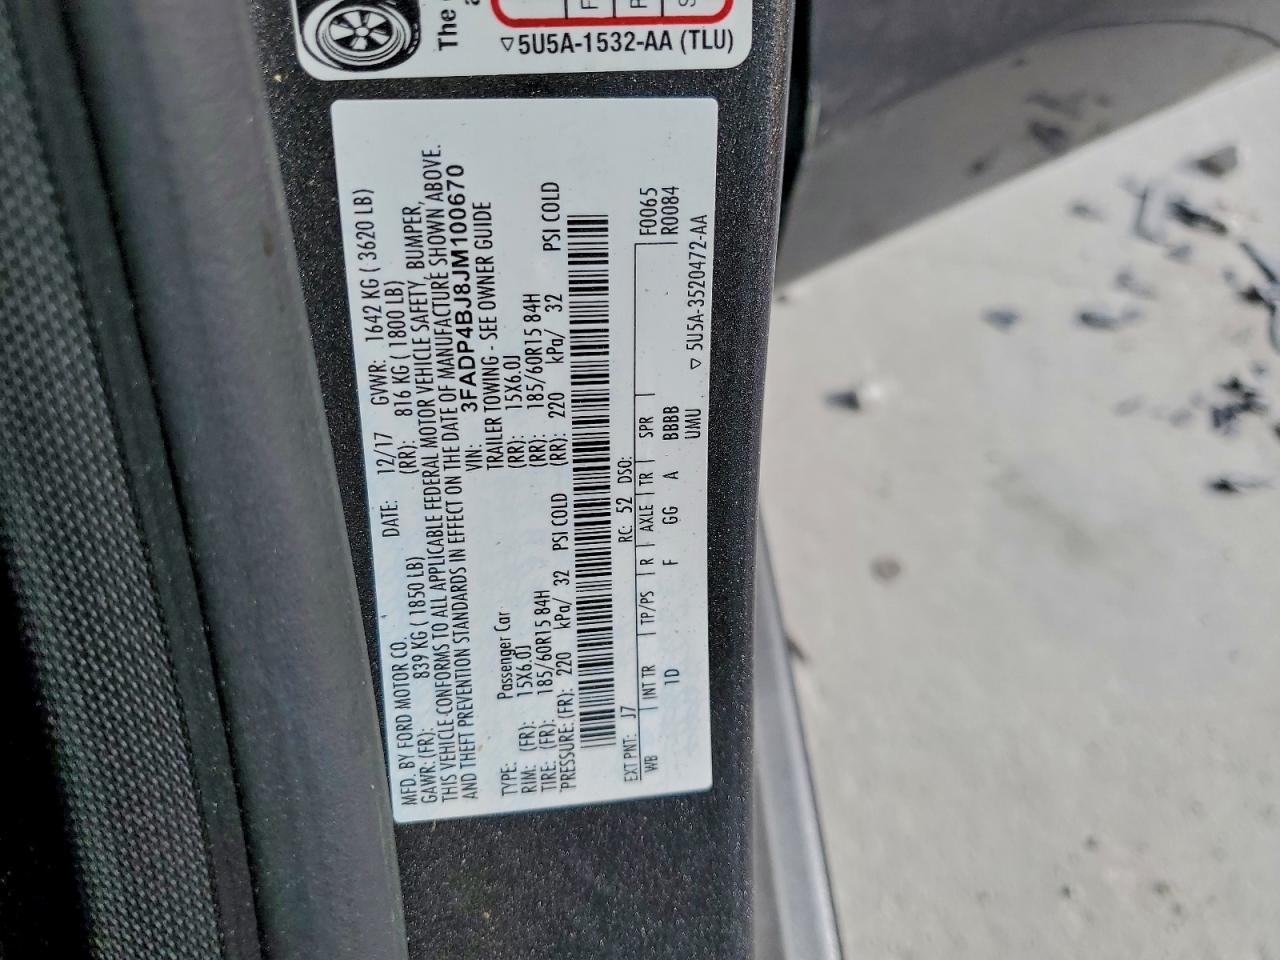 The
▽5U5A-1532-AA (TLU)
MFD. BY FORD MOTOR CO. DATE: 12/17 GVWR: 1642 KG ( 3620 LB)
GAWR: (FR): 839 KG ( 1850 LB) (RR): 816 KG ( 1800 LB)
THIS VEHICLE CONFORMS TO ALL APPLICABLE FEDERAL MOTOR VEHICLE SAFETY, BUMPER,
AND THEFT PREVENTION STANDARDS IN EFFECT ON THE DATE OF MANUFACTURE SHOWN ABOVE.
VIN: 3FADP4BJ8JM100670
TYPE: Passenger Car TRAILER TOWING - SEE OWNER GUIDE
RIM: (FR): 15X6.0J (RR): 15X6.0J
TIRE: (FR): 185/60R15 84H (RR): 185/60R15 84H
PRESSURE: (FR): 220 kPa/ 32 PSI COLD (RR): 220 kPa/ 32 PSI COLD
EXT PNT: J7 RC: 52 DSO: F0065
WB INT TR TP/PS R AXLE TR SPR R0084
1D F GG A BBBB
UMU ▽ 5U5A-3520472-AA